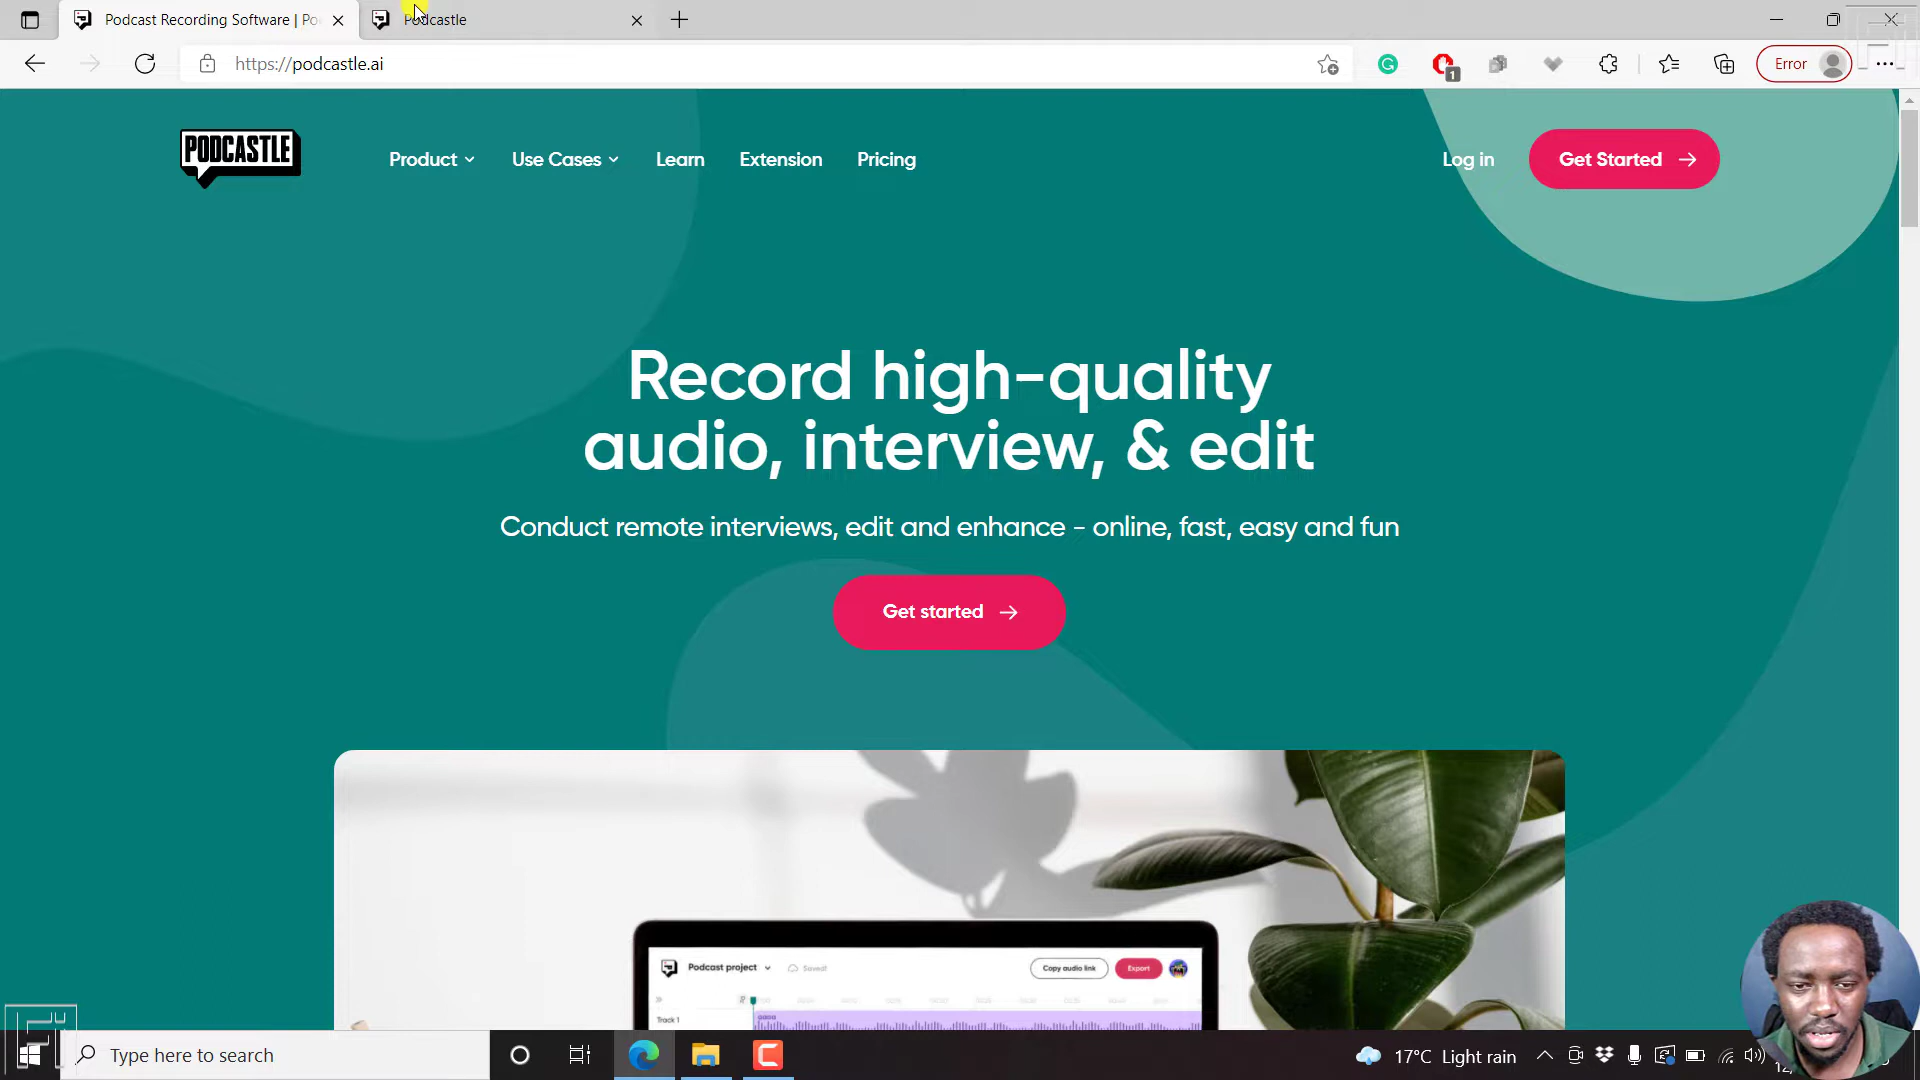 Podcast Recording Software | Po
Podcastle
https://podcastle.ai
1
Error
PODCASTLE
Product
Use Cases
Learn
Extension
Pricing
Log in
Get Started
Record high-quality
audio, interview, & edit
Conduct remote interviews, edit and enhance - online, fast, easy and fun
Get started
Podcast project
Saved!
Copy audio link
Export
Track 1
Type here to search
17°C Light rain